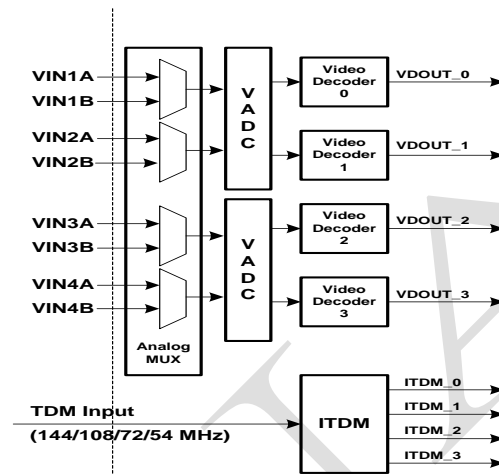 VIN1A
VIN1B
VIN2A
VIN2B
VIN3A
VIN3B
VIN4A
VIN4B
Analog
MUX
V
A
D
C
V
A
D
C
Video
Decoder
0
VDOUT_0
Video
Decoder
1
VDOUT_1
Video
Decoder
2
VDOUT_2
Video
Decoder
3
VDOUT_3
TDM Input
(144/108/72/54 MHz)
ITDM
ITDM_0
ITDM_1
ITDM_2
ITDM_3